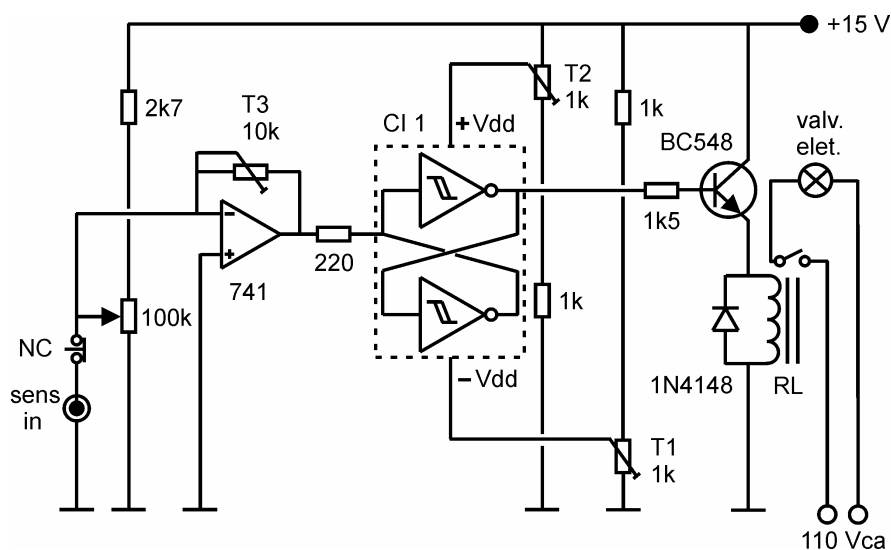 +15 V
2k7
T3
10k
CI 1
+Vdd
T2
1k
1k
BC548
valv.
elet.
−
+
741
220
1k5
100k
1k
NC
sens
in
−Vdd
1N4148
RL
T1
1k
110 Vca